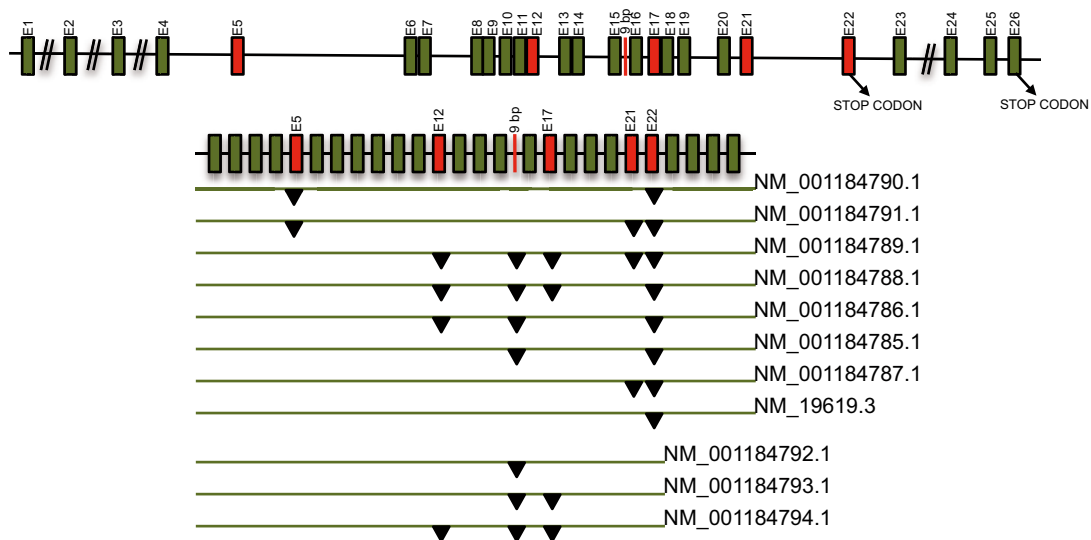 E1 E2 E3 E4 E5 E6 E7 E8 E9 E10 E11 E12 E13 E14 E15 9 bp E16 E17 E18 E19 E20 E21 E22 E23 E24 E25 E26
STOP CODON STOP CODON
E5 E12 9 bp E17 E21 E22
NM_001184790.1
NM_001184791.1
NM_001184789.1
NM_001184788.1
NM_001184786.1
NM_001184785.1
NM_001184787.1
NM_19619.3
NM_001184792.1
NM_001184793.1
NM_001184794.1